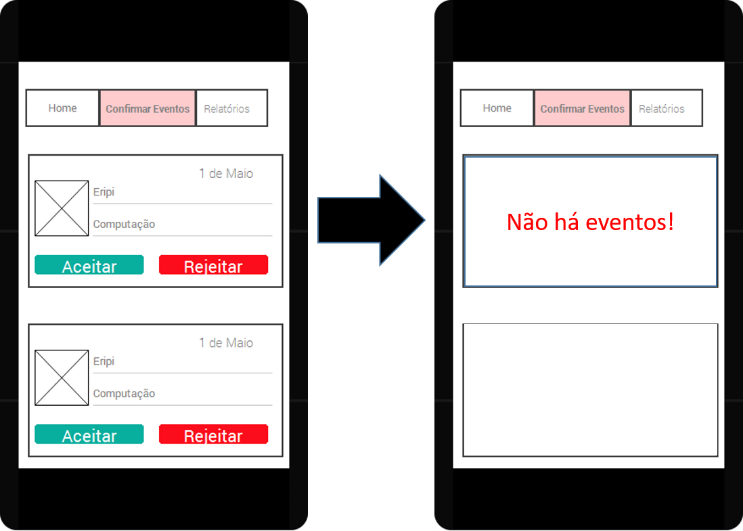 Home Confirmar Eventos Relatórios
1 de Maio
Eripi
Computação
Aceitar Rejeitar
1 de Maio
Eripi
Computação
Aceitar Rejeitar
Home Confirmar Eventos Relatórios
Não há eventos!